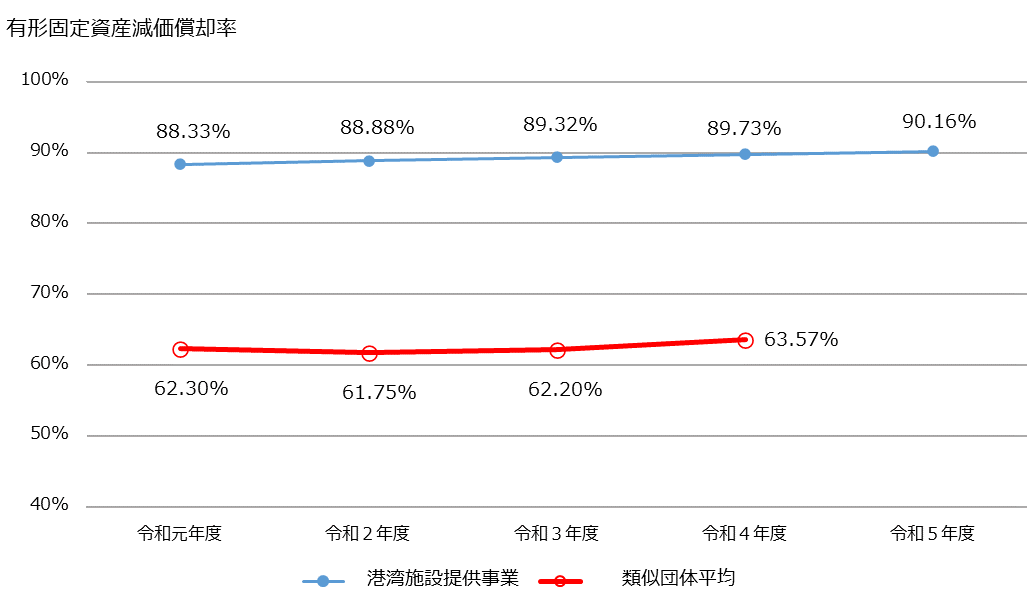 有形固定資産減価償却率
100%
90%
80%
70%
60%
50%
40%
88.33%
88.88%
89.32%
89.73%
90.16%
62.30%
61.75%
62.20%
63.57%
令和元年度
令和２年度
令和３年度
令和４年度
令和５年度
港湾施設提供事業
類似団体平均